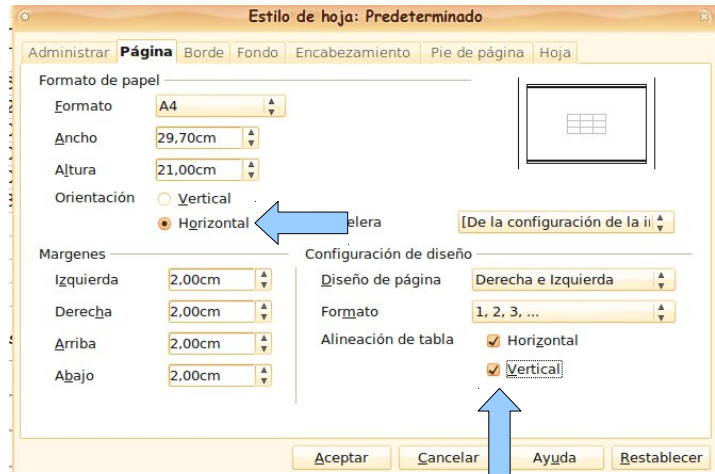 Estilo de hoja: Predeterminado
Administrar Página Borde Fondo Encabezamiento Pie de página Hoja
Formato de papel
Formato A4
Ancho 29,70cm
Altura 21,00cm
Orientación Vertical
Horizontal elera [De la configuración de la i
Margenes Configuración de diseño
Izquierda 2,00cm Diseño de página Derecha e Izquierda
Derecha 2,00cm Formato 1, 2, 3, ...
Arriba 2,00cm Alineación de tabla Horizontal
Abajo 2,00cm Vertical
Aceptar Cancelar Ayuda Restablecer